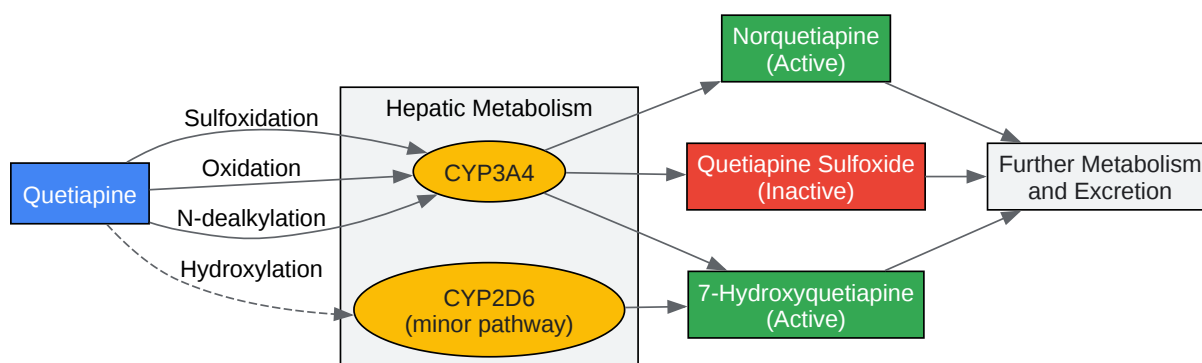 Quetiapine
Sulfoxidation
Oxidation
N-dealkylation
Hydroxylation
Hepatic Metabolism
CYP3A4
CYP2D6
(minor pathway)
Norquetiapine
(Active)
Quetiapine Sulfoxide
(Inactive)
7-Hydroxyquetiapine
(Active)
Further Metabolism
and Excretion